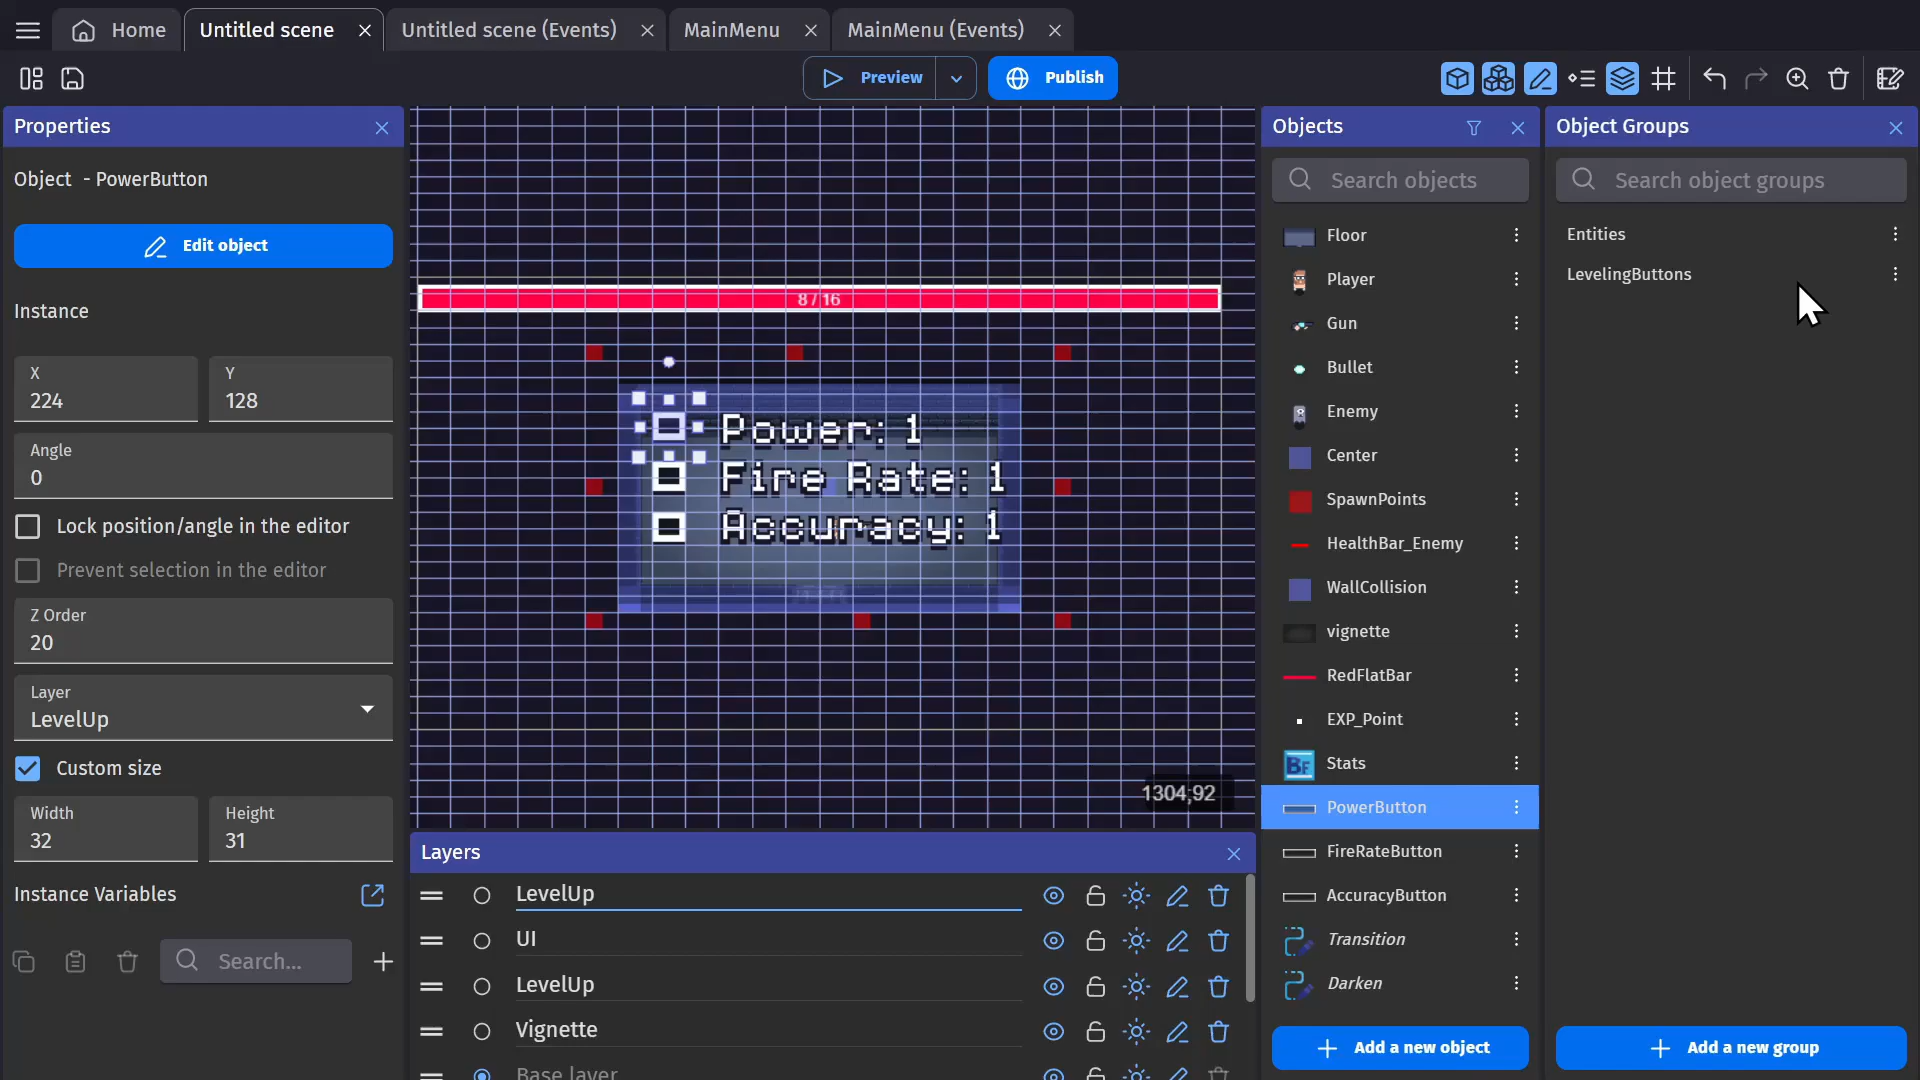 Home
Untitled scene
Untitled scene (Events)
MainMenu
MainMenu (Events)
Preview
Publish
Properties
Object - PowerButton
Edit object
Instance
X
224
Y
128
Angle
0
Lock position/angle in the editor
Prevent selection in the editor
Z Order
20
Layer
LevelUp
Custom size
Width
32
Height
31
Instance Variables
Search...
8 / 16
Power: 1
Fire Rate: 1
Accuracy: 1
1304;92
Layers
LevelUp
UI
LevelUp
Vignette
Base layer
Objects
Search objects
Floor
Player
Gun
Bullet
Enemy
Center
SpawnPoints
HealthBar_Enemy
WallCollision
vignette
RedFlatBar
EXP_Point
BF
Stats
PowerButton
FireRateButton
AccuracyButton
Transition
Darken
Add a new object
Object Groups
Search object groups
Entities
LevelingButtons
Add a new group